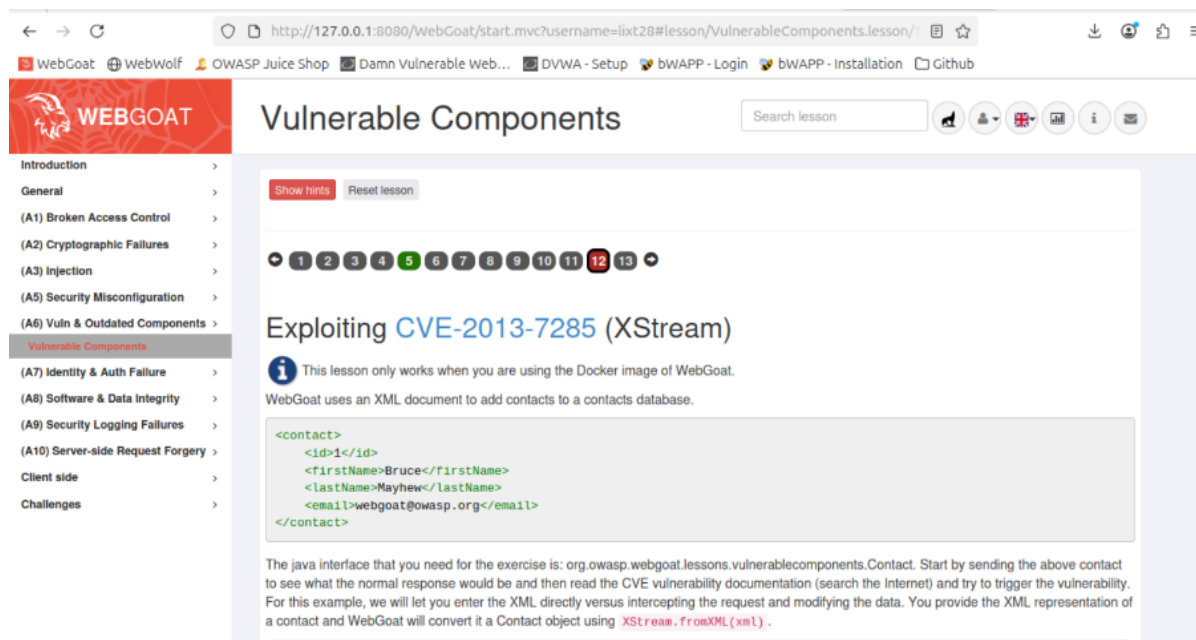 http://127.0.0.1:8080/WebGoat/start.mvc?username=lixt28#lesson/VulnerableComponents.lesson/
WebGoat WebWolf OWASP Juice Shop Damn Vulnerable Web... DVWA - Setup bWAPP - Login bWAPP - Installation Github
WEBGOAT
Vulnerable Components
Search lesson
Introduction
General
(A1) Broken Access Control
(A2) Cryptographic Failures
(A3) Injection
(A5) Security Misconfiguration
(A6) Vuln & Outdated Components
Vulnerable Components
(A7) Identity & Auth Failure
(A8) Software & Data Integrity
(A9) Security Logging Failures
(A10) Server-side Request Forgery
Client side
Challenges
Show hints Reset lesson
1 2 3 4 5 6 7 8 9 10 11 12 13
Exploiting CVE-2013-7285 (XStream)
This lesson only works when you are using the Docker image of WebGoat.
WebGoat uses an XML document to add contacts to a contacts database.
<contact>
<id>1</id>
<firstName>Bruce</firstName>
<lastName>Mayhew</lastName>
<email>webgoat@owasp.org</email>
</contact>
The java interface that you need for the exercise is: org.owasp.webgoat.lessons.vulnerablecomponents.Contact. Start by sending the above contact
to see what the normal response would be and then read the CVE vulnerability documentation (search the Internet) and try to trigger the vulnerability.
For this example, we will let you enter the XML directly versus intercepting the request and modifying the data. You provide the XML representation of
a contact and WebGoat will convert it a Contact object using XStream.fromXML(xml).